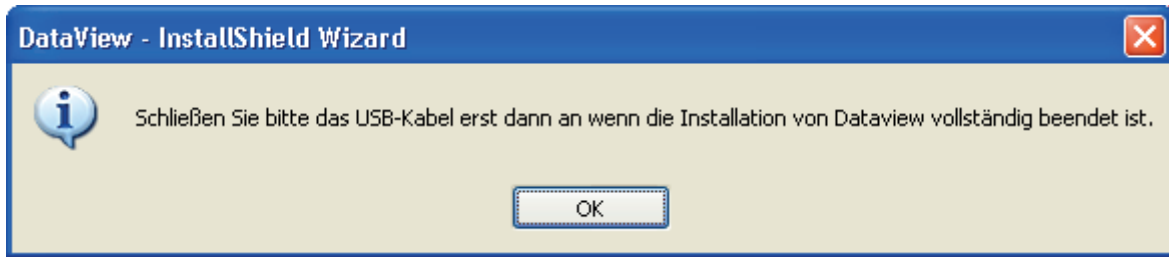 DataView - InstallShield Wizard
Schließen Sie bitte das USB-Kabel erst dann an wenn die Installation von Dataview vollständig beendet ist.
OK